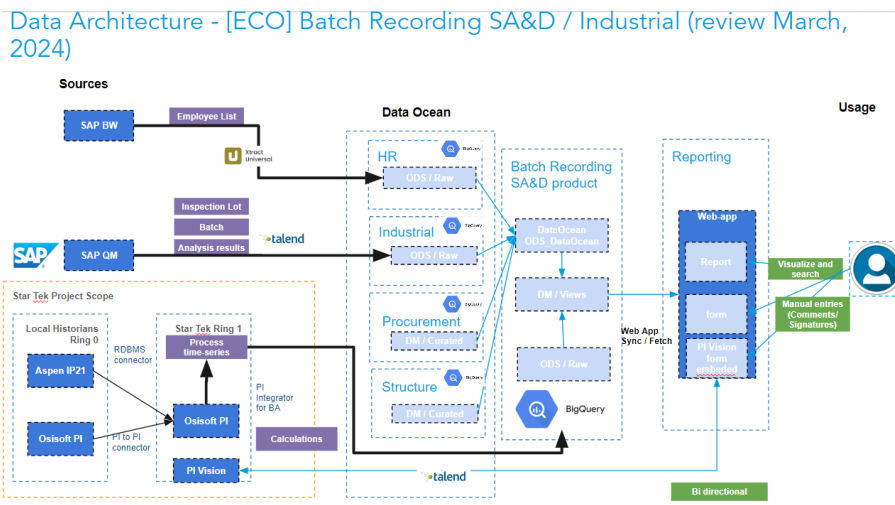 Data Architecture - [ECO] Batch Recording SA&D / Industrial (review March,
2024)
Sources
Data Ocean
Usage
SAP BW
Employee List
Xtract
Universal
HR
BigQuery
ODS / Raw
Batch Recording
SA&D product
Reporting
Inspection Lot
Batch
Analysis results
talend
SAP
SAP QM
Industrial
BigQuery
ODS / Raw
DataOcean
ODS_DataOcean
Web-app
Report
Visualize and
search
Star Tek Project Scope
Local Historians
Ring 0
Star Tek Ring 1
Process
time-series
Procurement
BigQuery
DM / Curated
DM / Views
form
Manual entries
(Comments/
Signatures)
Web App
Sync / Fetch
PI Vision
form
embeded
RDBMS
connector
Aspen IP21
PI
Integrator
for BA
Structure
BigQuery
DM / Curated
ODS / Raw
BigQuery
Osisoft PI
Osisoft PI
PI to PI
connector
Calculations
PI Vision
talend
Bi directional